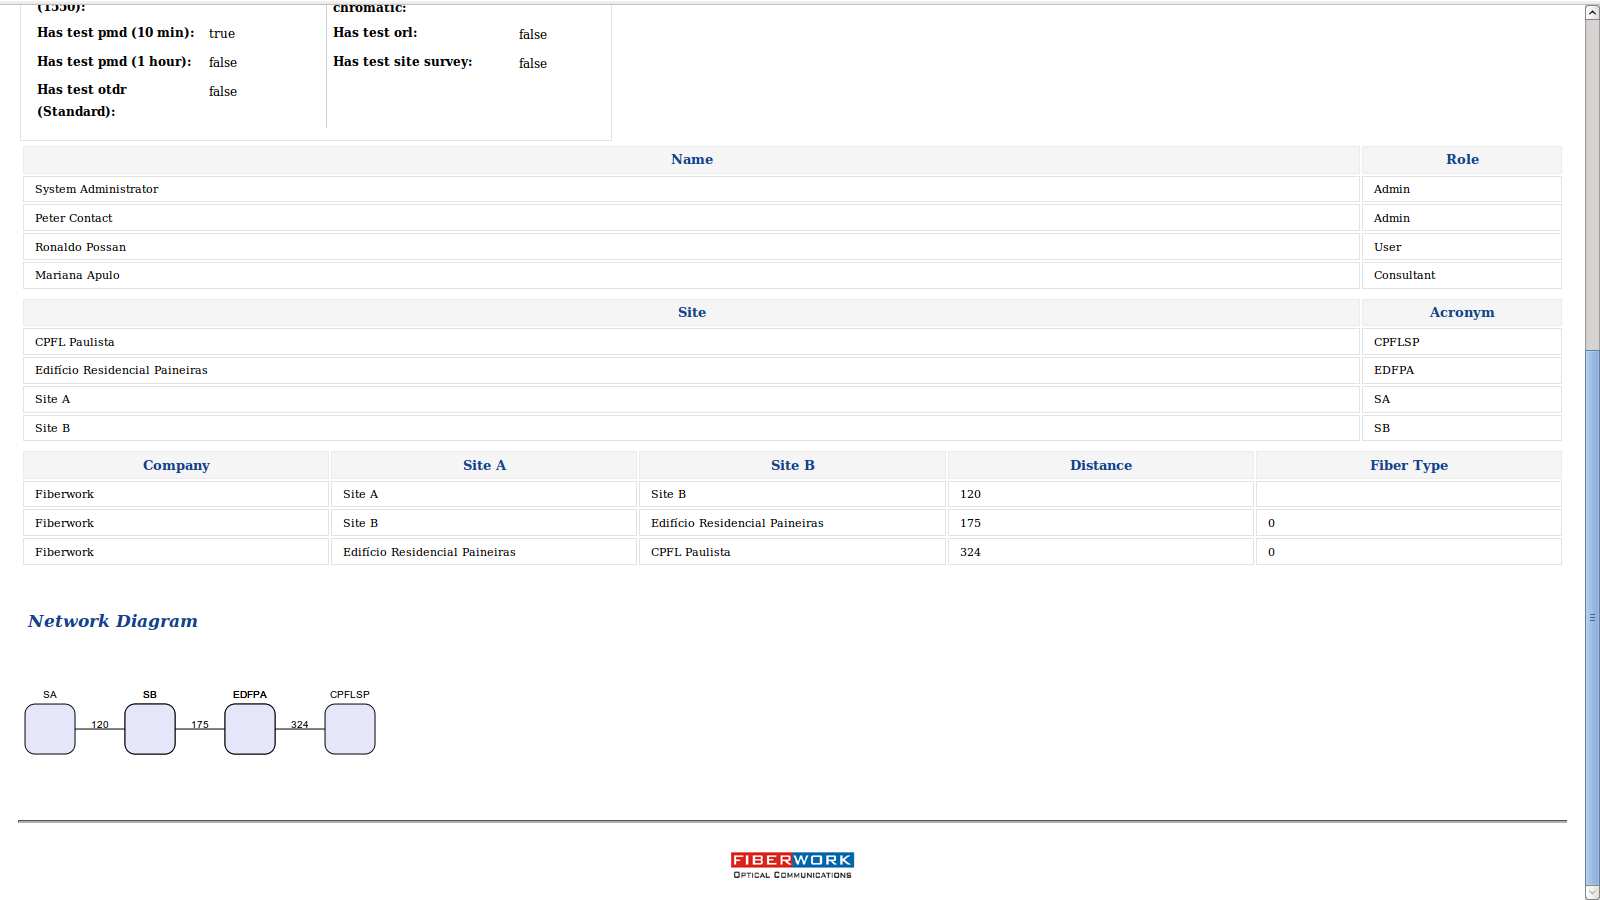 (1550):
chromatic:
Has test pmd (10 min): true Has test orl: false
Has test pmd (1 hour): false Has test site survey: false
Has test otdr false
(Standard):
Name Role
System Administrator Admin
Peter Contact Admin
Ronaldo Possan User
Mariana Apulo Consultant
Site Acronym
CPFL Paulista CPFLSP
Edifício Residencial Paineiras EDFPA
Site A SA
Site B SB
Company Site A Site B Distance Fiber Type
Fiberwork Site A Site B 120
Fiberwork Site B Edifício Residencial Paineiras 175 0
Fiberwork Edifício Residencial Paineiras CPFL Paulista 324 0
Network Diagram
SA SB EDFPA CPFLSP
120 175 324
FIBERWORK
OPTICAL COMMUNICATIONS